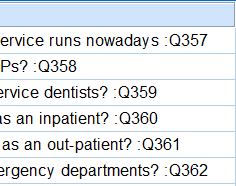 ervice runs nowadays :Q357
Ps? :Q358
ervice dentists? :Q359
as an inpatient? :Q360
as an out-patient? :Q361
ergency departments? :Q362